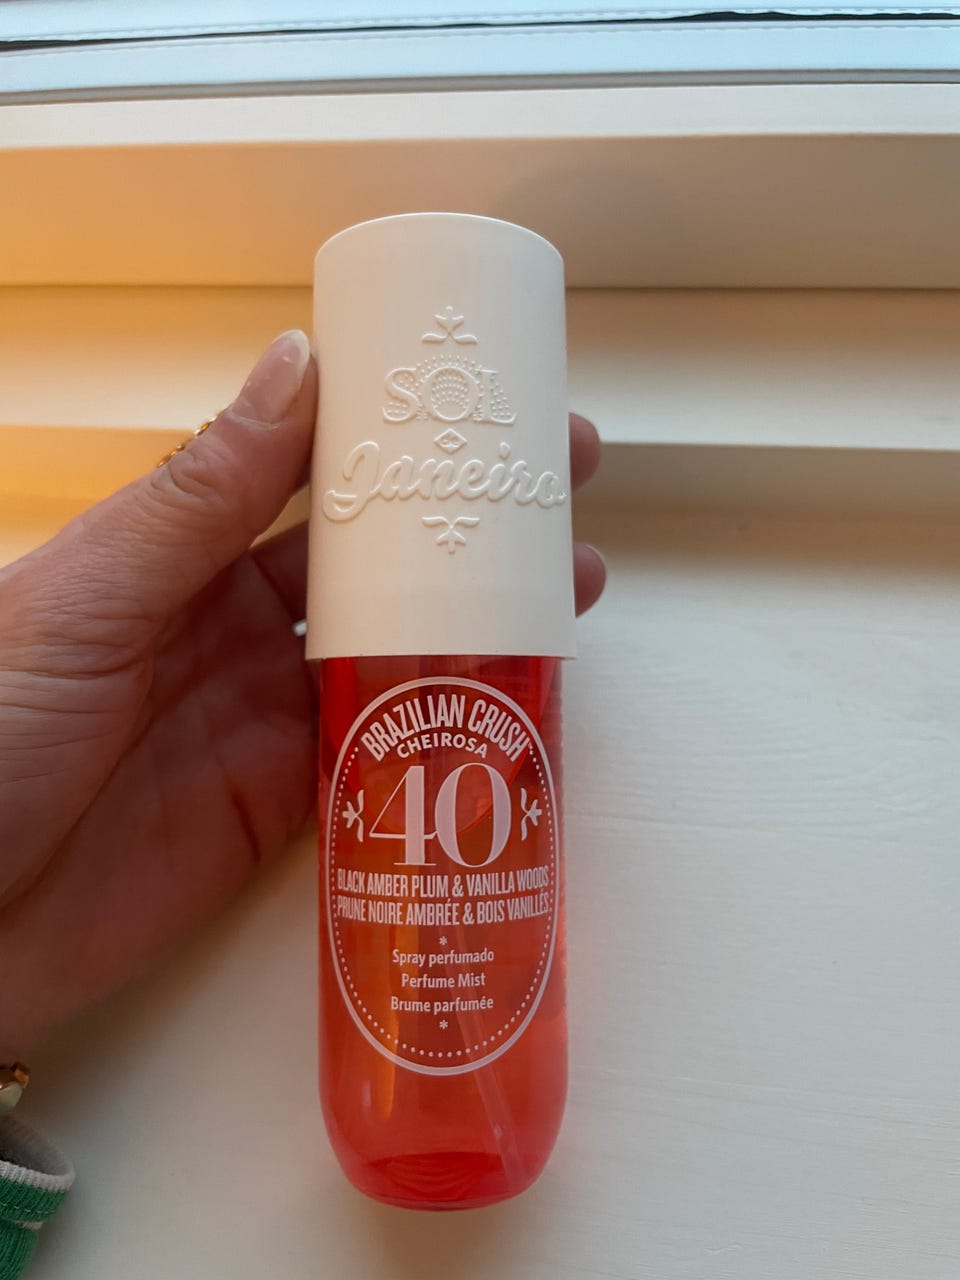 SOL
de
Janeiro
BRAZILIAN CRUSH™
CHEIROSA
40
BLACK AMBER PLUM & VANILLA WOODS
PRUNE NOIRE AMBRÉE & BOIS VANILLÉS
*
Spray perfumado
Perfume Mist
Brume parfumée
*